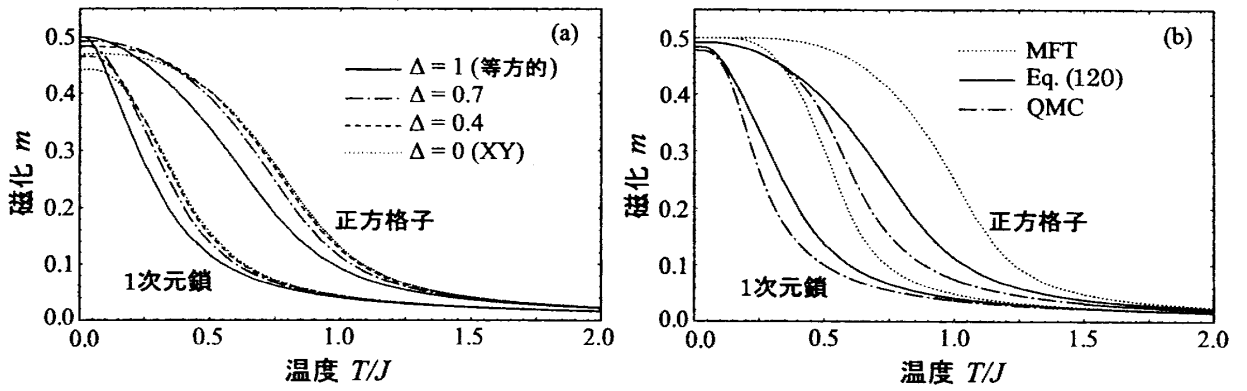 (a)
磁化 m
0.5
0.4
0.3
0.2
0.1
0.0
Δ = 1 (等方的)
Δ = 0.7
Δ = 0.4
Δ = 0 (XY)
正方格子
1次元鎖
0.0 0.5 1.0 1.5 2.0
温度 T/J
(b)
磁化 m
0.5
0.4
0.3
0.2
0.1
0.0
MFT
Eq. (120)
QMC
正方格子
1次元鎖
0.0 0.5 1.0 1.5 2.0
温度 T/J